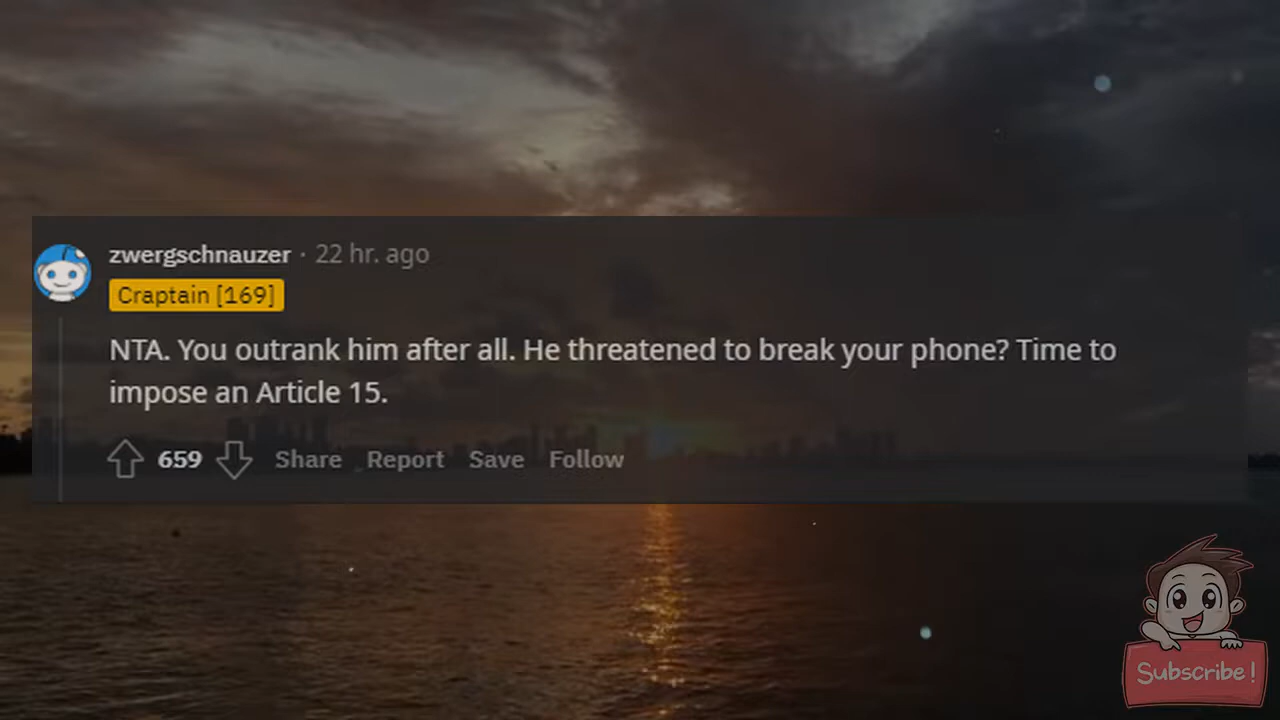 zwergschnauzer · 22 hr. ago
Craptain [169]
NTA. You outrank him after all. He threatened to break your phone? Time to
impose an Article 15.
659 Share Report Save Follow
Subscribe!